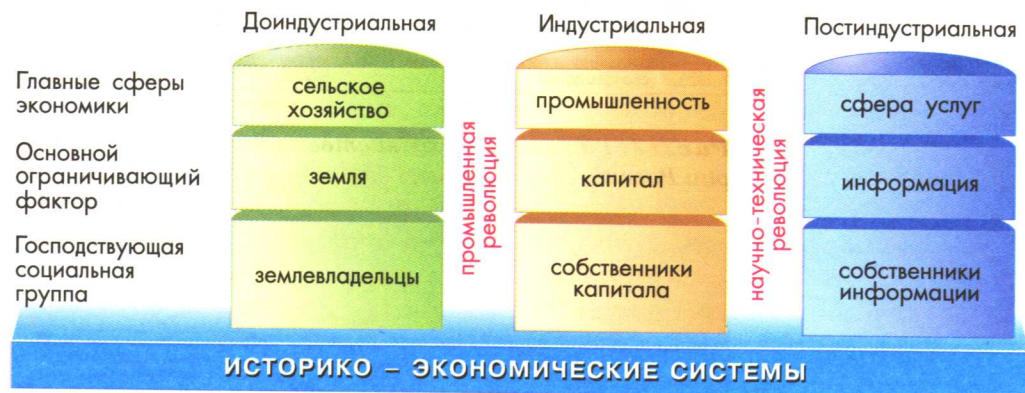 Доиндустриальная
Индустриальная
Постиндустриальная
Главные сферы
экономики
сельское
хозяйство
промышленность
сфера услуг
Основной
ограничивающий
фактор
земля
капитал
информация
Господствующая
социальная
группа
землевладельцы
собственники
капитала
собственники
информации
промышленная
революция
научно-техническая
революция
ИСТОРИКО – ЭКОНОМИЧЕСКИЕ СИСТЕМЫ